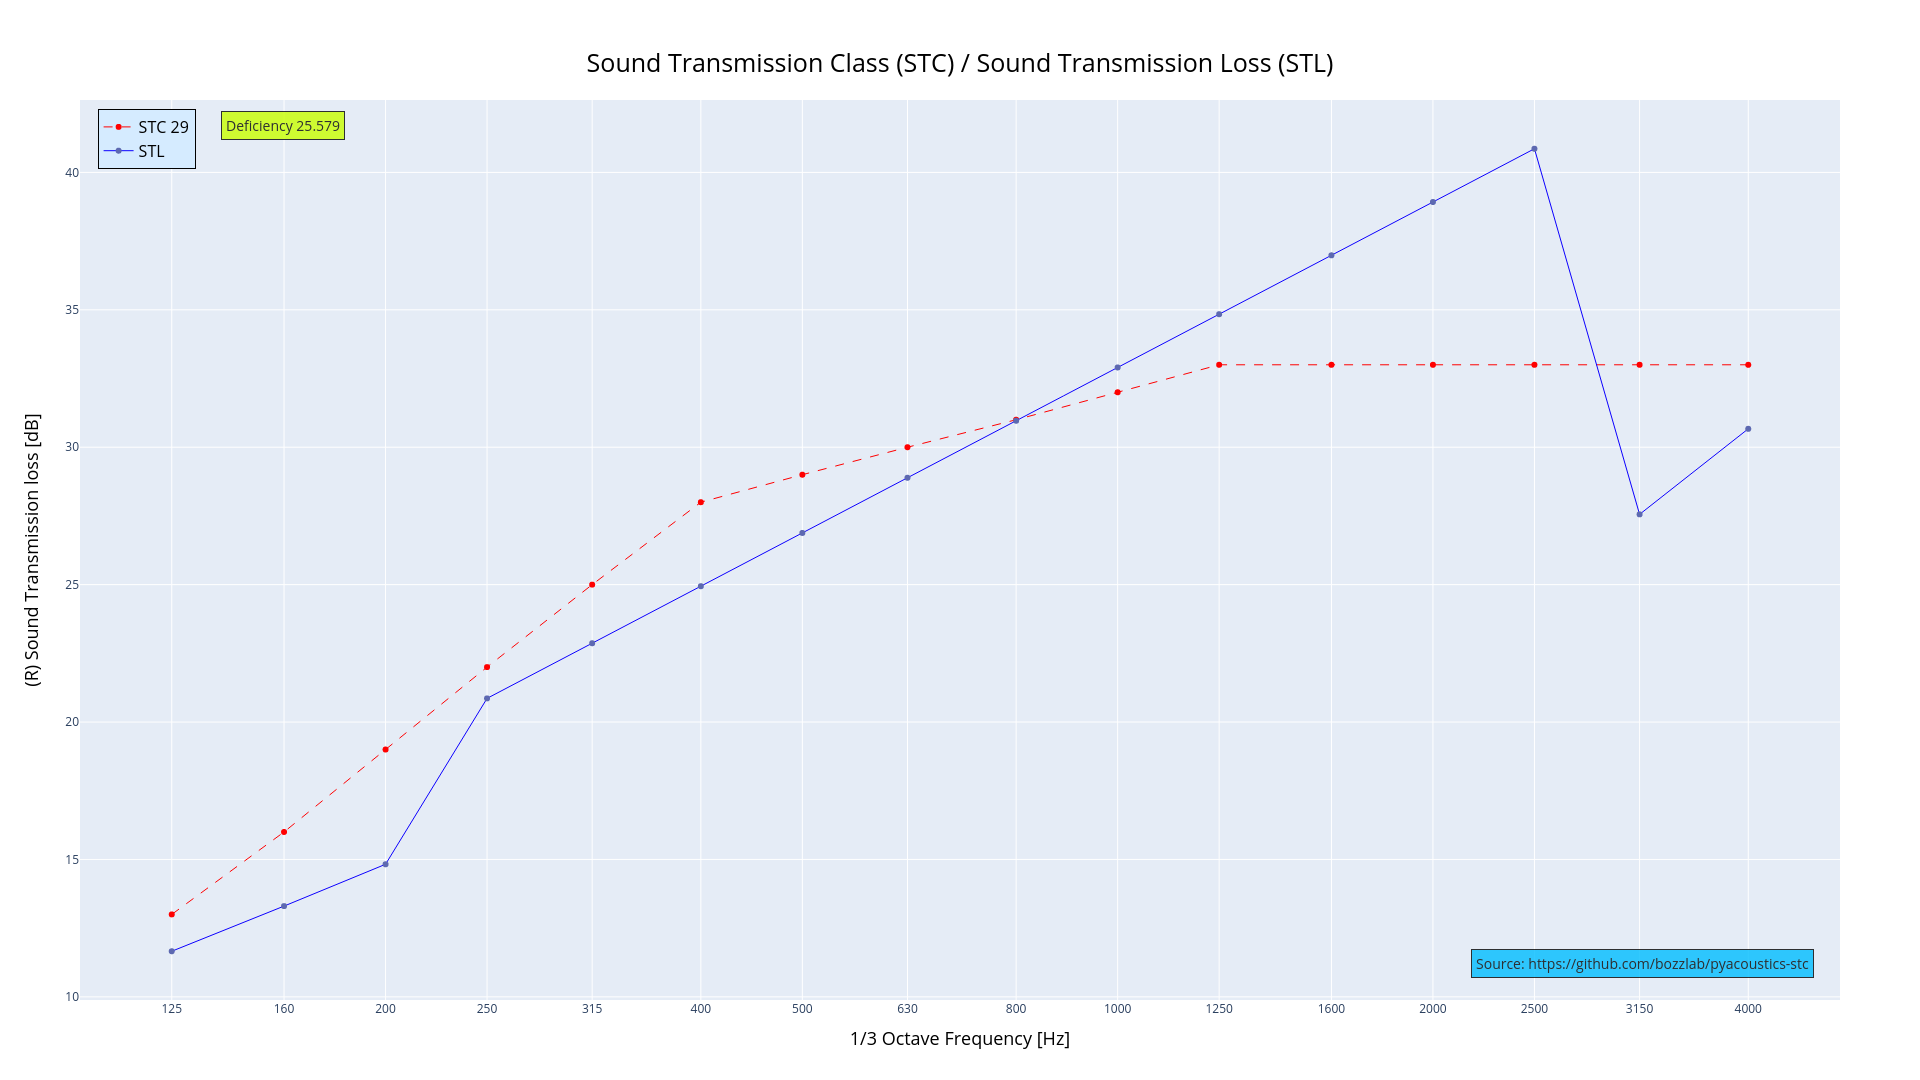 Sound Transmission Class (STC) / Sound Transmission Loss (STL)
STC 29
STL
Deficiency 25.579
40
35
30
25
20
15
10
(R) Sound Transmission loss [dB]
Source: https://github.com/bozzlab/pyacoustics-stc
125 160 200 250 315 400 500 630 800 1000 1250 1600 2000 2500 3150 4000
1/3 Octave Frequency [Hz]